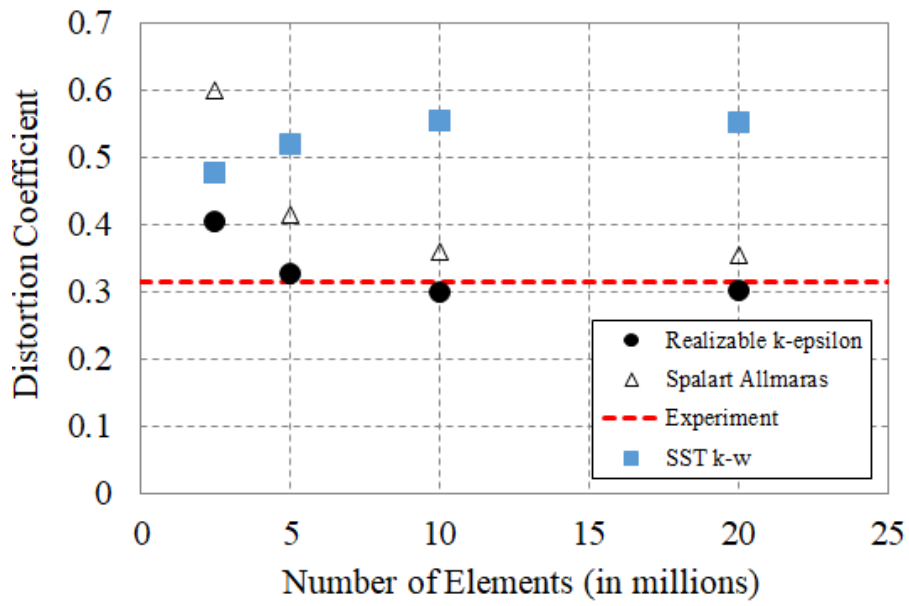 0.7
0.6
0.5
0.4
0.3
0.2
0.1
0
Distortion Coefficient
Realizable k-epsilon
Spalart Allmaras
Experiment
SST k-w
0 5 10 15 20 25
Number of Elements (in millions)